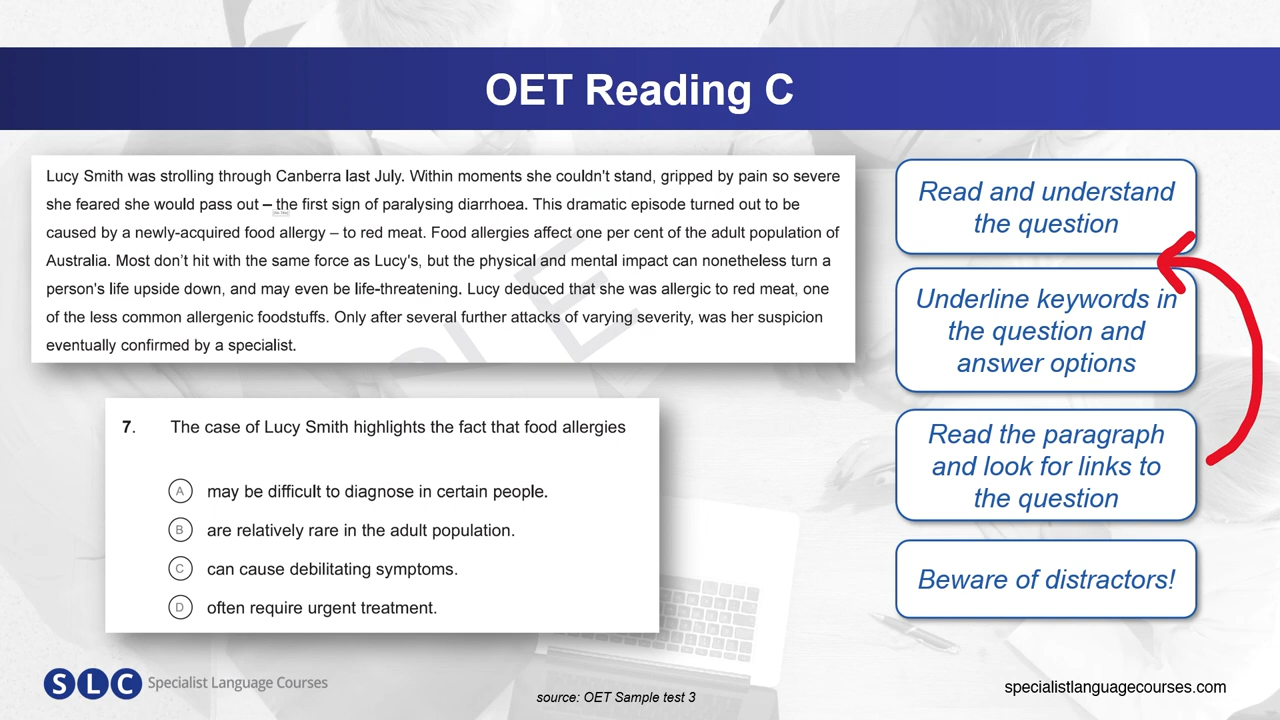 OET Reading C
Lucy Smith was strolling through Canberra last July. Within moments she couldn't stand, gripped by pain so severe
she feared she would pass out – the first sign of paralysing diarrhoea. This dramatic episode turned out to be
caused by a newly-acquired food allergy – to red meat. Food allergies affect one per cent of the adult population of
Australia. Most don't hit with the same force as Lucy's, but the physical and mental impact can nonetheless turn a
person's life upside down, and may even be life-threatening. Lucy deduced that she was allergic to red meat, one
of the less common allergenic foodstuffs. Only after several further attacks of varying severity, was her suspicion
eventually confirmed by a specialist.
7. The case of Lucy Smith highlights the fact that food allergies
A may be difficult to diagnose in certain people.
B are relatively rare in the adult population.
C can cause debilitating symptoms.
D often require urgent treatment.
Read and understand
the question
Underline keywords in
the question and
answer options
Read the paragraph
and look for links to
the question
Beware of distractors!
SLC Specialist Language Courses
source: OET Sample test 3
specialistlanguagecourses.com